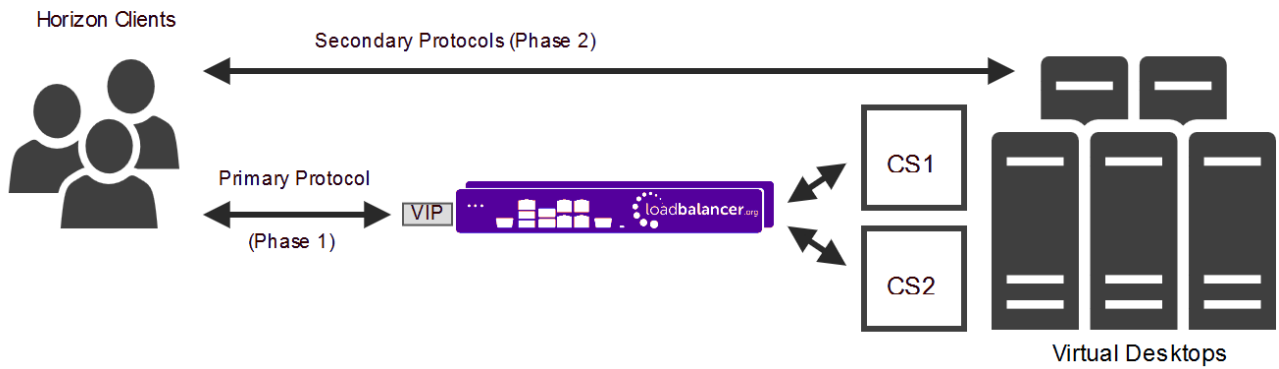 Horizon Clients
Secondary Protocols (Phase 2)
Primary Protocol
(Phase 1)
VIP
loadbalancer.org
CS1
CS2
Virtual Desktops